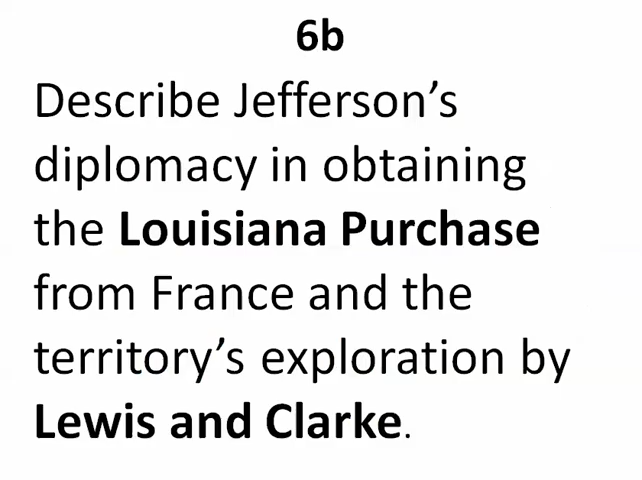 6b
Describe Jefferson’s
diplomacy in obtaining
the Louisiana Purchase
from France and the
territory’s exploration by
Lewis and Clarke.